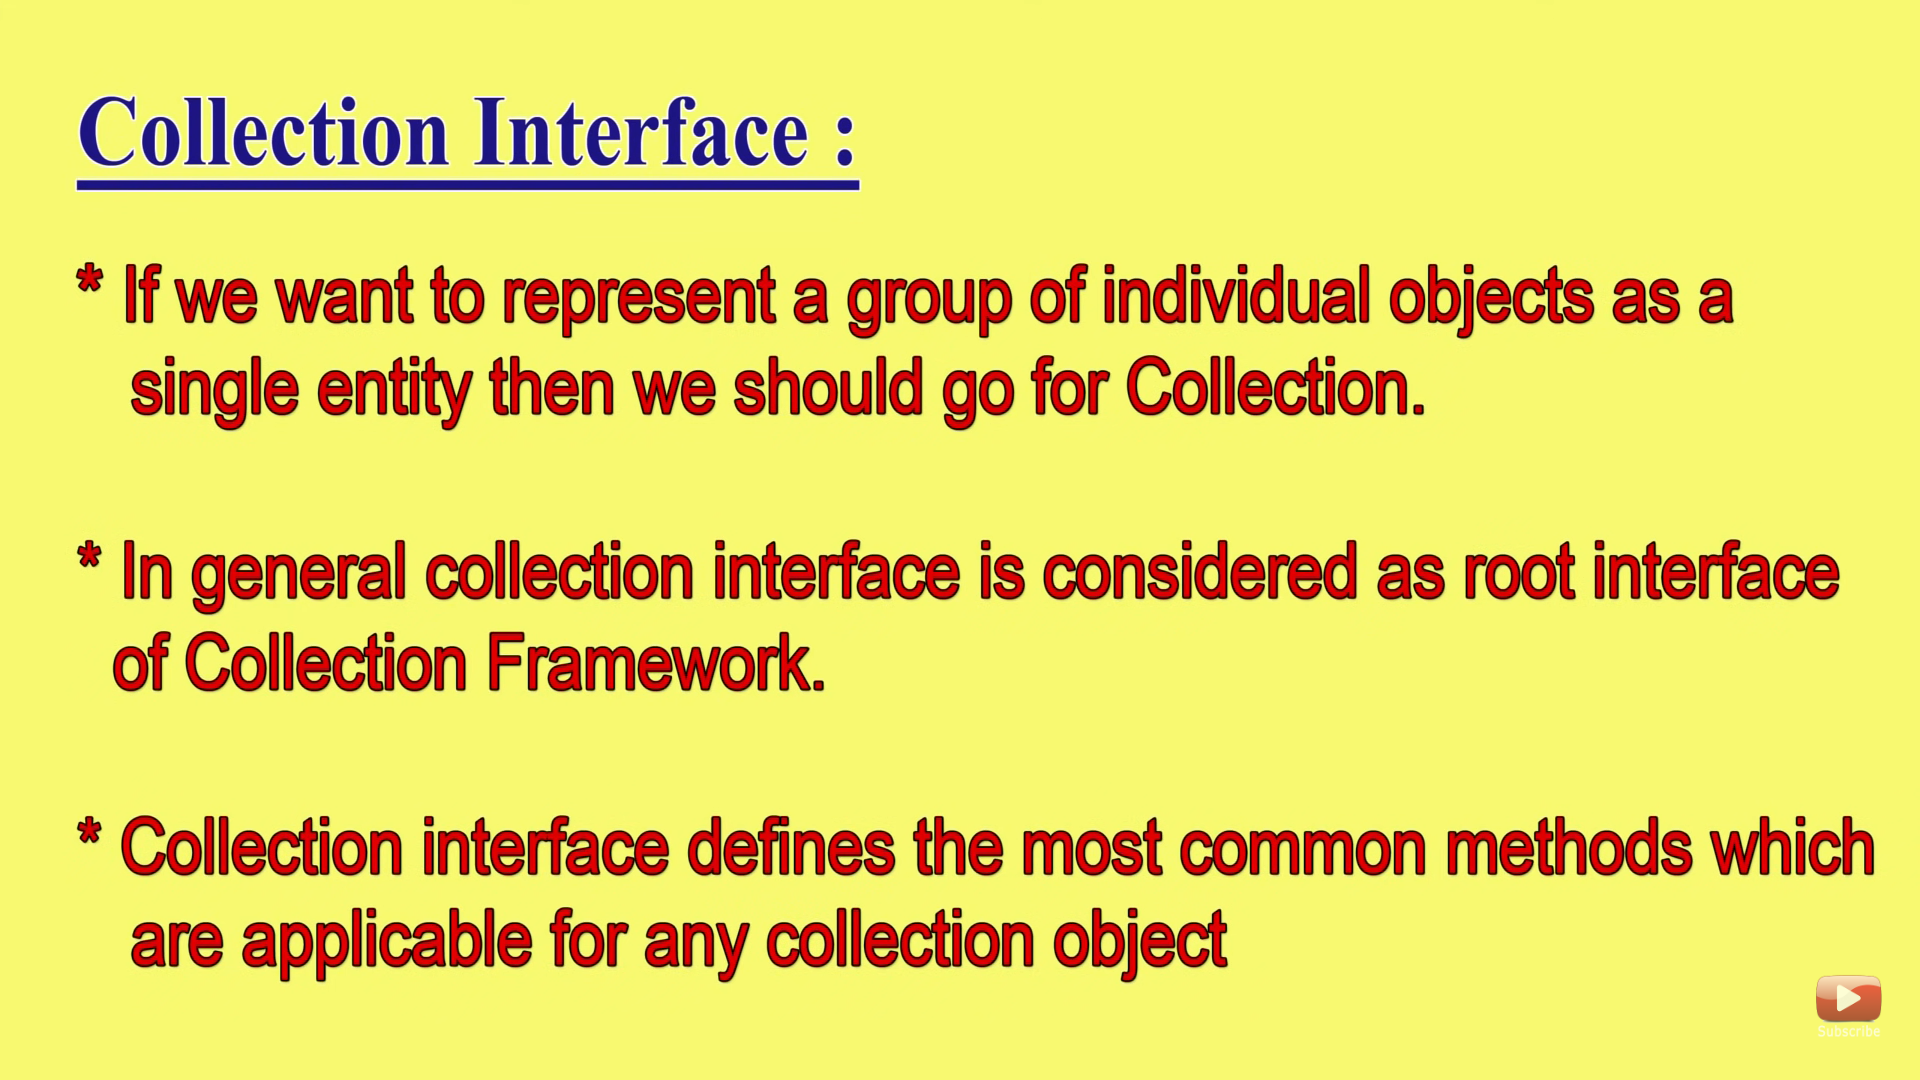 Collection Interface :
* If we want to represent a group of individual objects as a
single entity then we should go for Collection.
* In general collection interface is considered as root interface
of Collection Framework.
* Collection interface defines the most common methods which
are applicable for any collection object
Subscribe